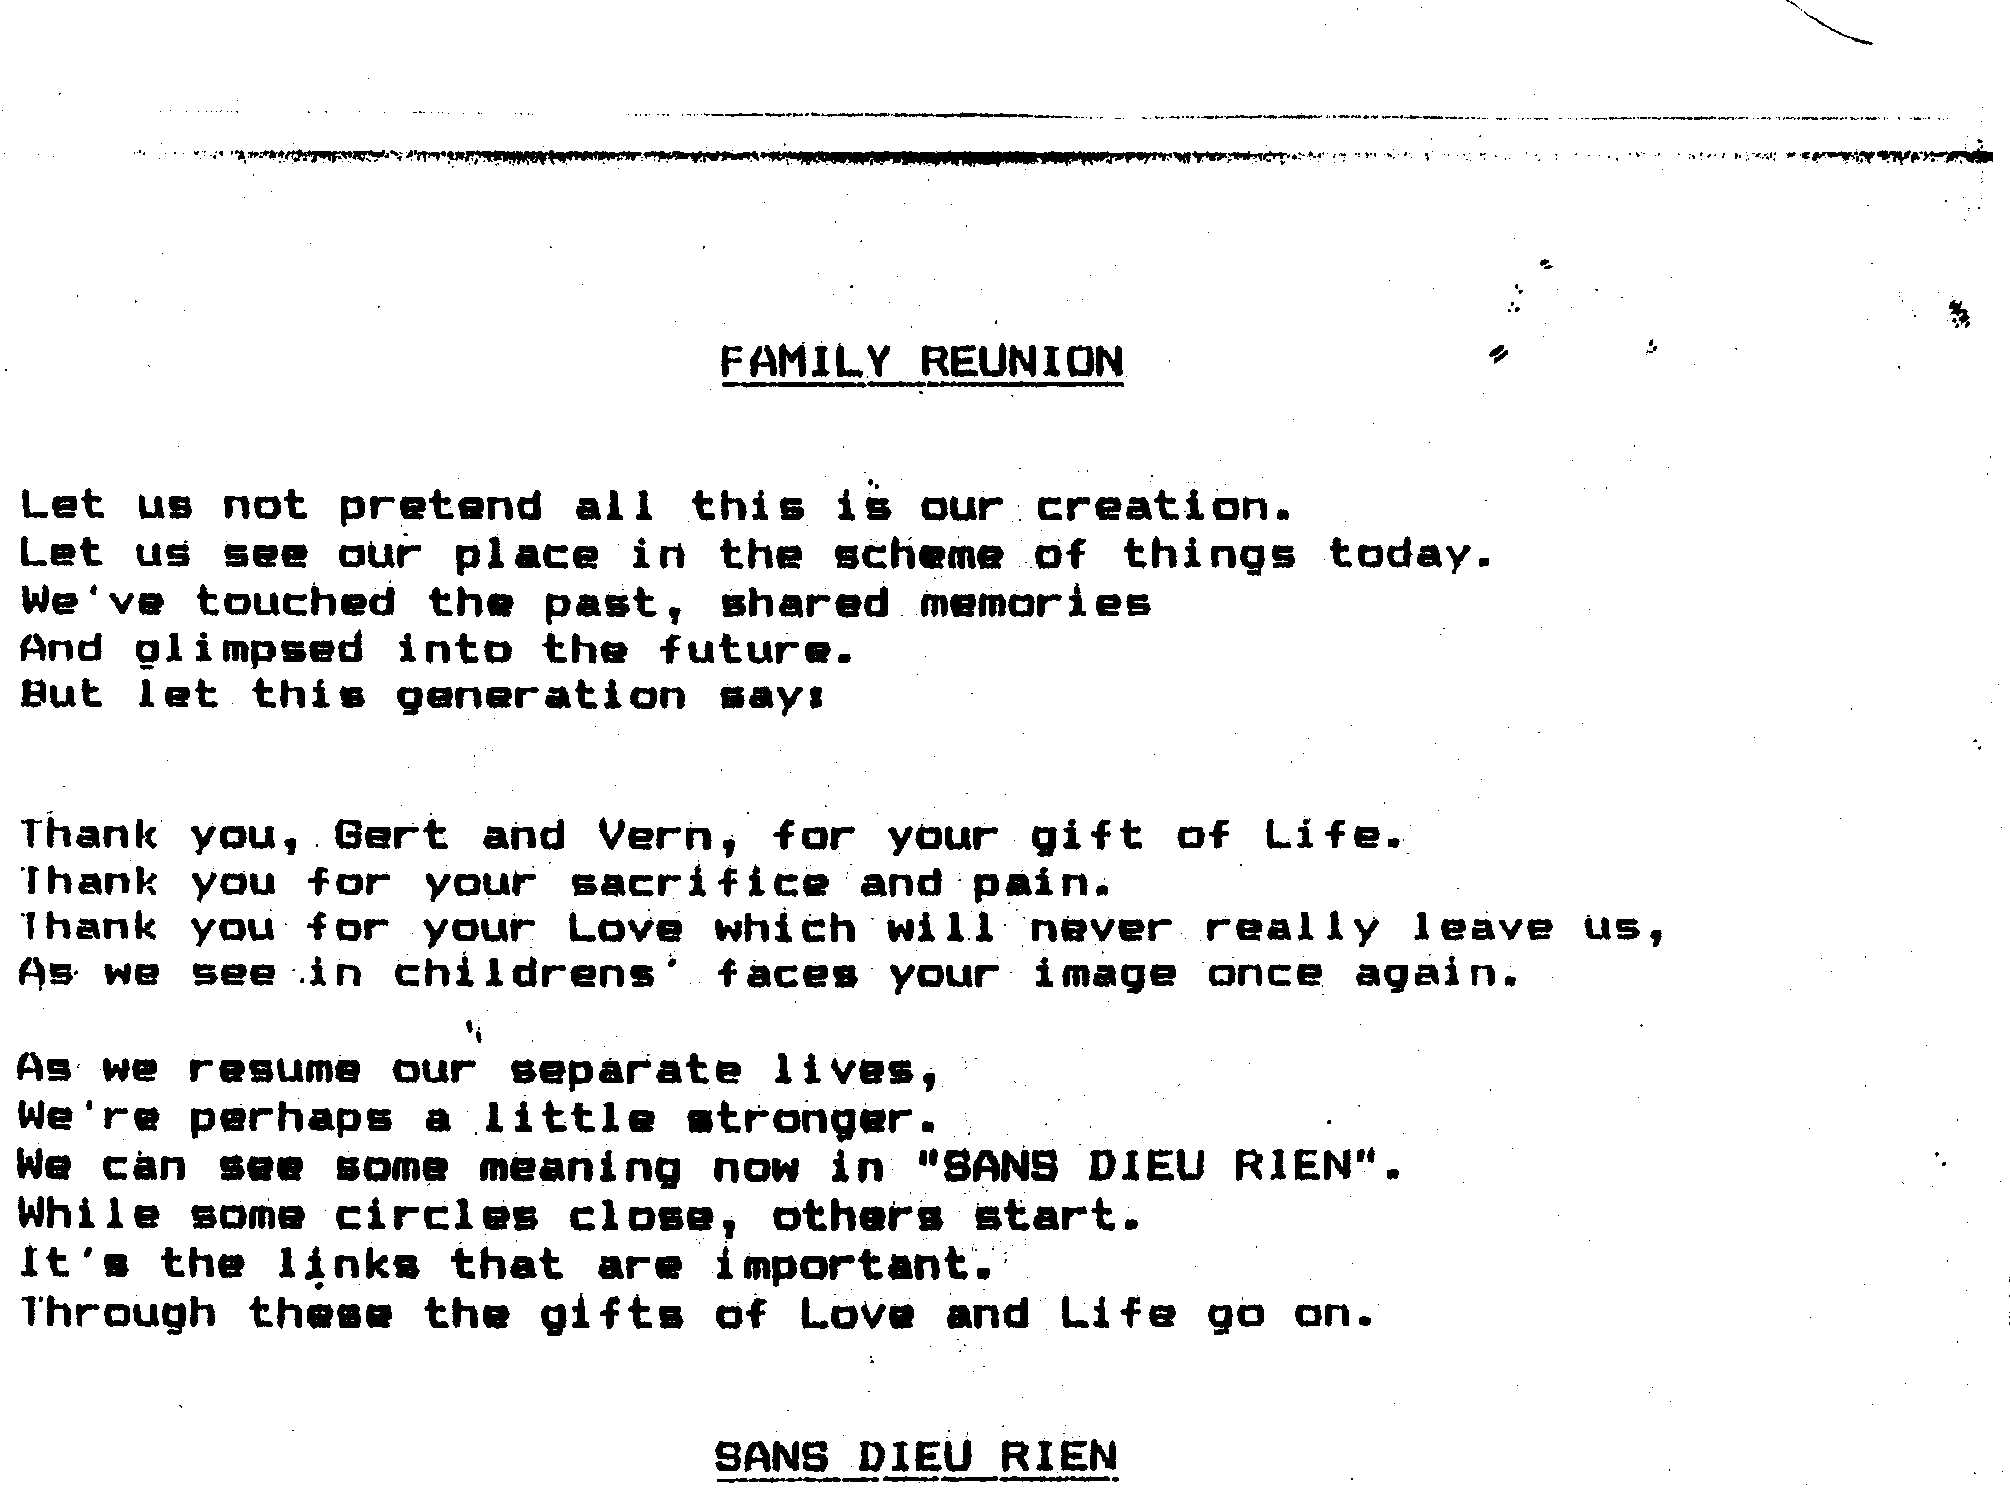 FAMILY REUNION
Let us not pretend all this is our creation.
Let us see our place in the scheme of things today.
We've touched the past, shared memories
And glimpsed into the future.
But let this generation say:
Thank you, Gert and Vern, for your gift of Life.
Thank you for your sacrifice and pain.
Thank you for your Love which will never really leave us,
As we see in childrens' faces your image once again.
As we resume our separate lives,
We're perhaps a little stronger.
We can see some meaning now in "SANS DIEU RIEN".
While some circles close, others start.
It's the links that are important.
Through these the gifts of Love and Life go on.
SANS DIEU RIEN